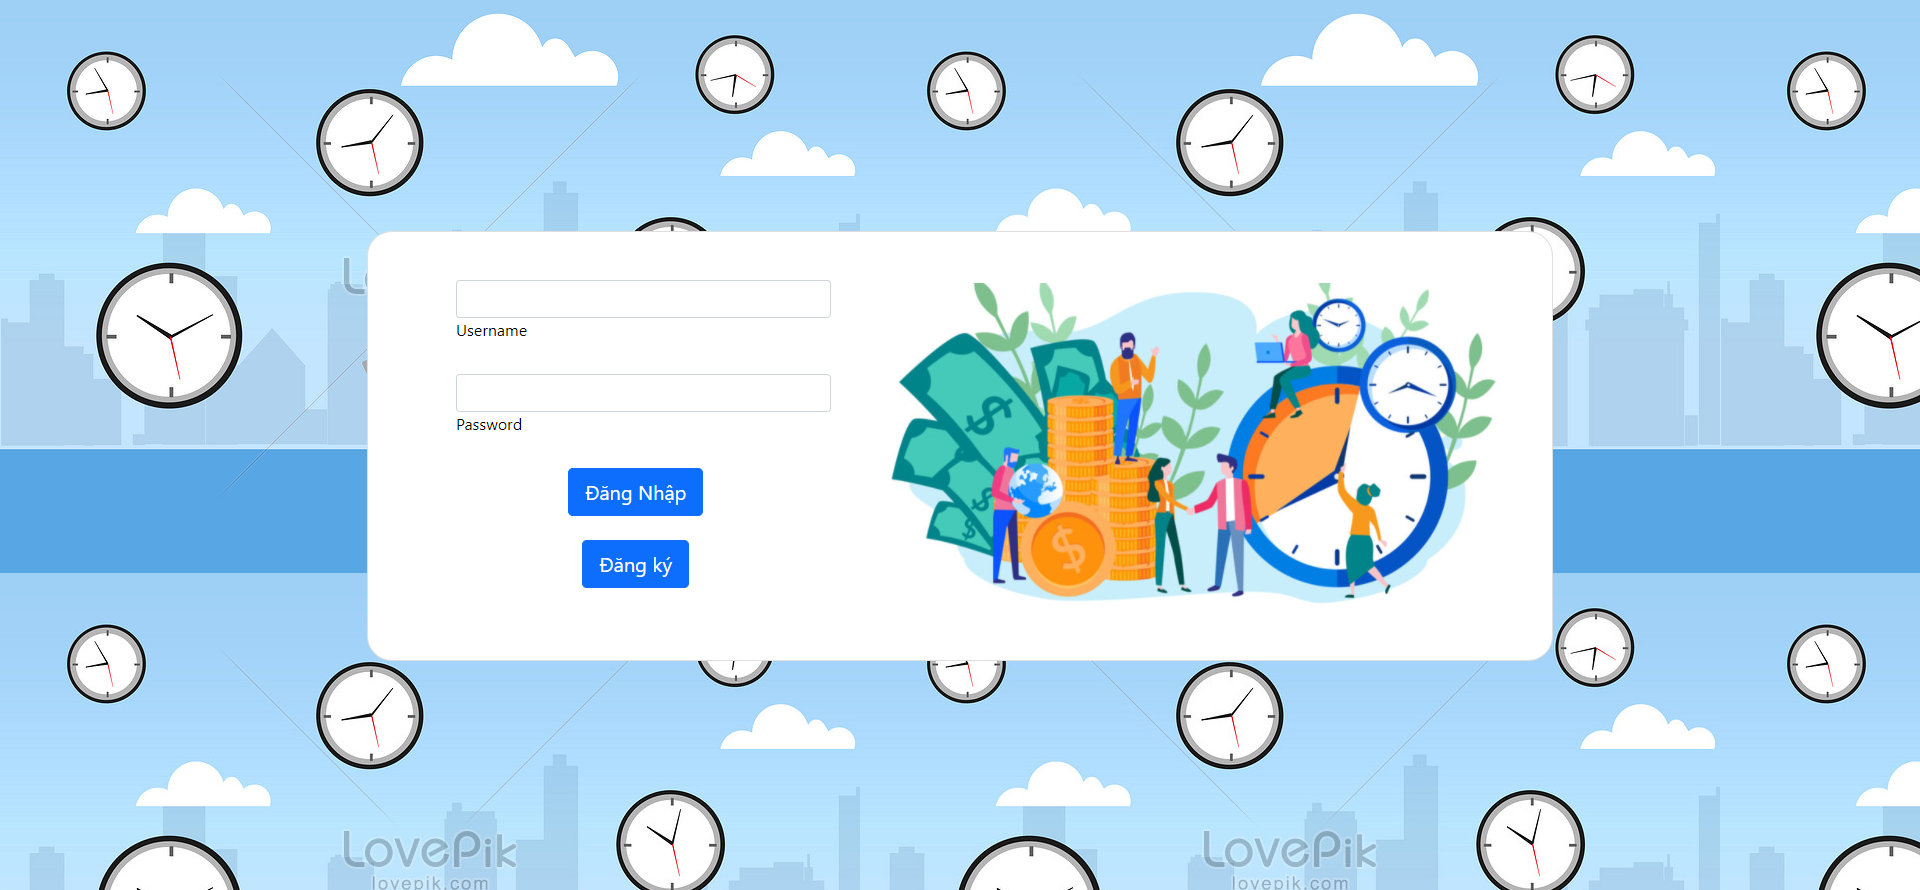 Username
Password
Đăng Nhập
Đăng ký
LovePik
lovepik.com
LovePik
lovepik.com